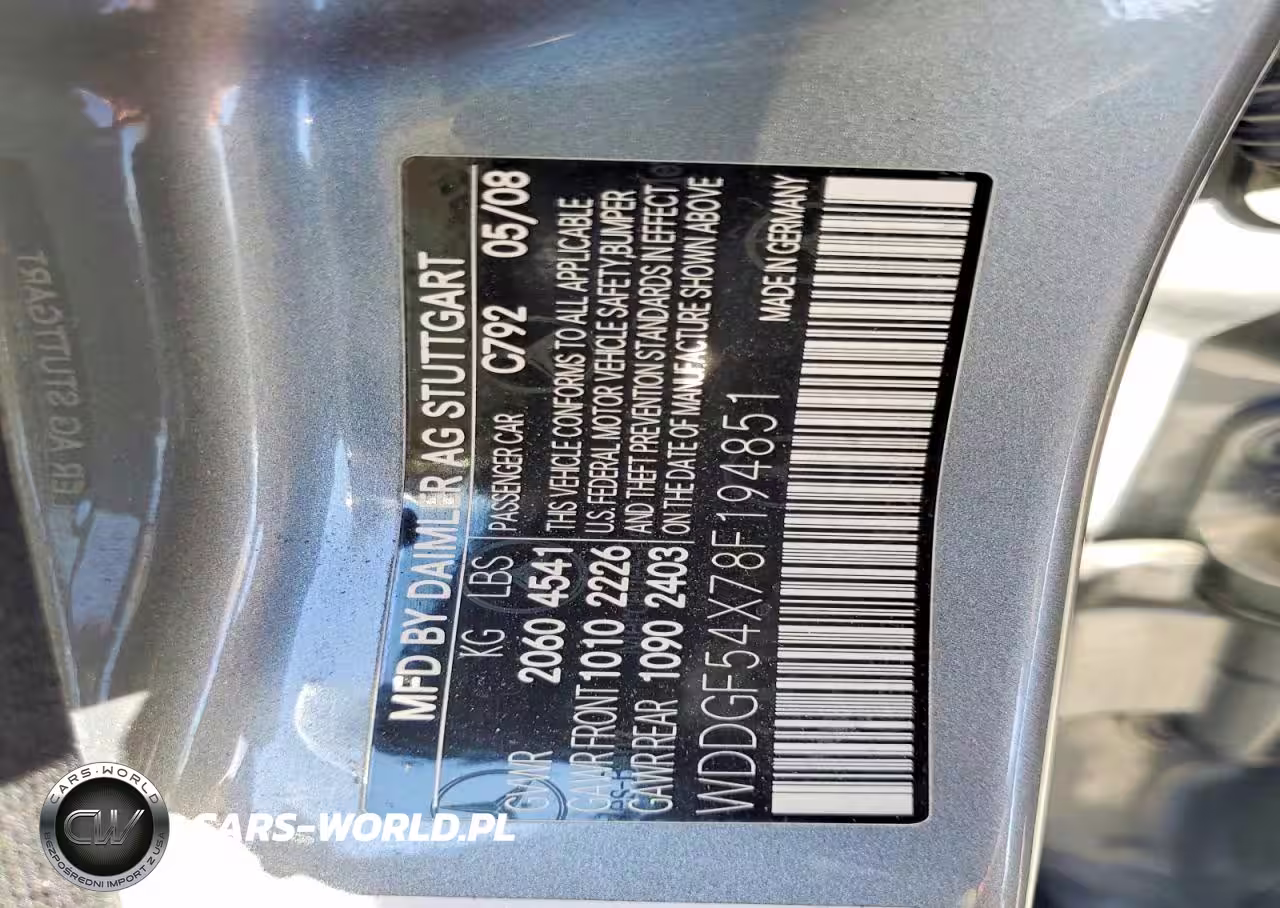 MFD BY DAIMLER AG STUTTGART
KG LBS PASSENGER CAR C792 05/08
GVWR 2060 4541
GAWR FRONT 1010 2226
GAWR REAR 1090 2403
THIS VEHICLE CONFORMS TO ALL APPLICABLE
U.S. FEDERAL MOTOR VEHICLE SAFETY, BUMPER
AND THEFT PREVENTION STANDARDS IN EFFECT
ON THE DATE OF MANUFACTURE SHOWN ABOVE
WDDGF54X78F194851 MADE IN GERMANY
CARS-WORLD
CW
BEZPOŚREDNI IMPORT Z USA
CARS-WORLD.PL